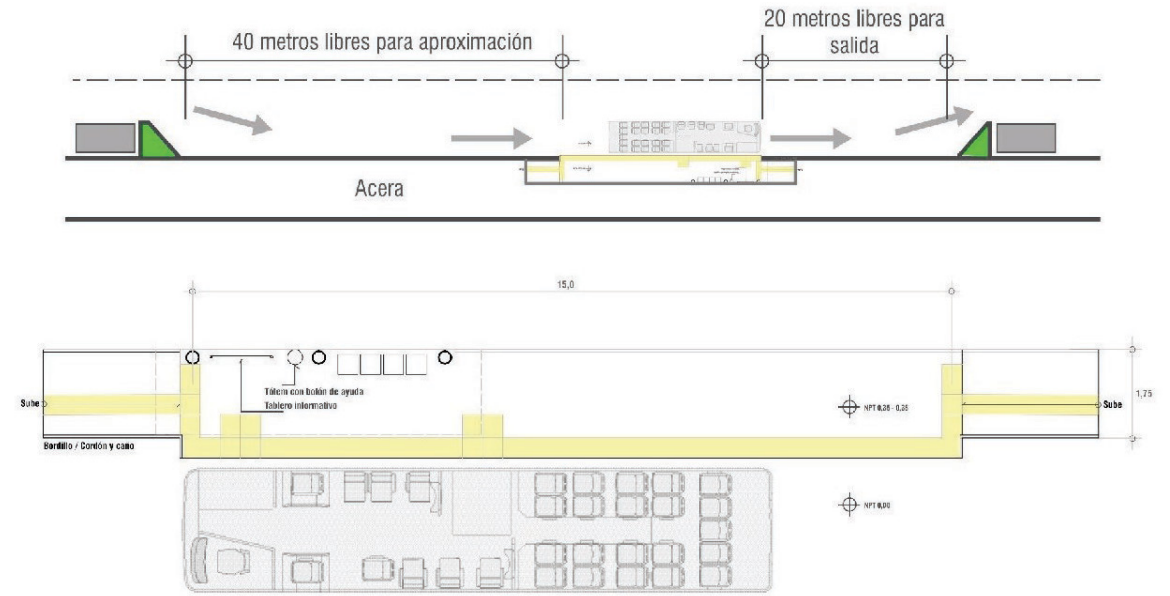 40 metros libres para aproximación
20 metros libres para
salida
Acera
15,0
Tótem con botón de ayuda
Tablero informativo
1,75
Sube
NPT 0,35 - 0,25
Sube
Bordillo / Cordón y caño
NPT 0,00